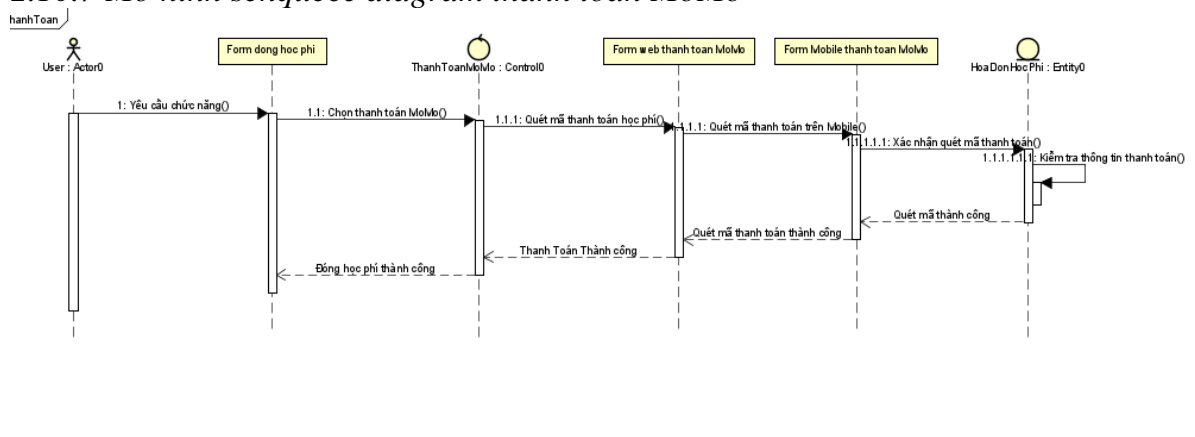 hanhToan
User : Actor0
Form dong hoc phi
ThanhToanMoMo : Control0
Form web thanh toan MoMo
Form Mobile thanh toan MoMo
HoaDonHocPhi : Entity0
1: Yêu cầu chức năng()
1.1: Chọn thanh toán MoMo()
1.1.1: Quét mã thanh toán học phí()
1.1.1: Quét mã thanh toán trên Mobile()
1.1.1.1.1: Xác nhận quét mã thanh toán()
1.1.1.1.1.1: Kiểm tra thông tin thanh toán()
Quét mã thành công
Quét mã thanh toán thành công
Thanh Toán Thành công
Đóng học phí thành công